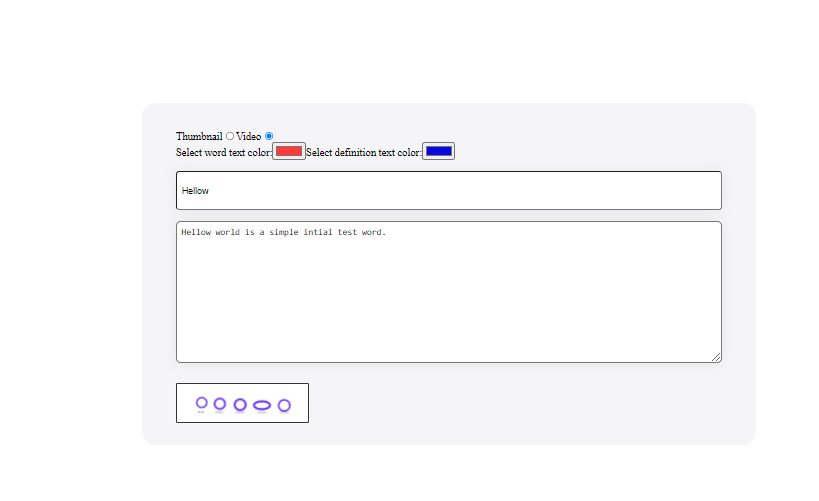 Thumbnail Video
Select word text color: Select definition text color:
Hellow
Hellow world is a simple intial test word.